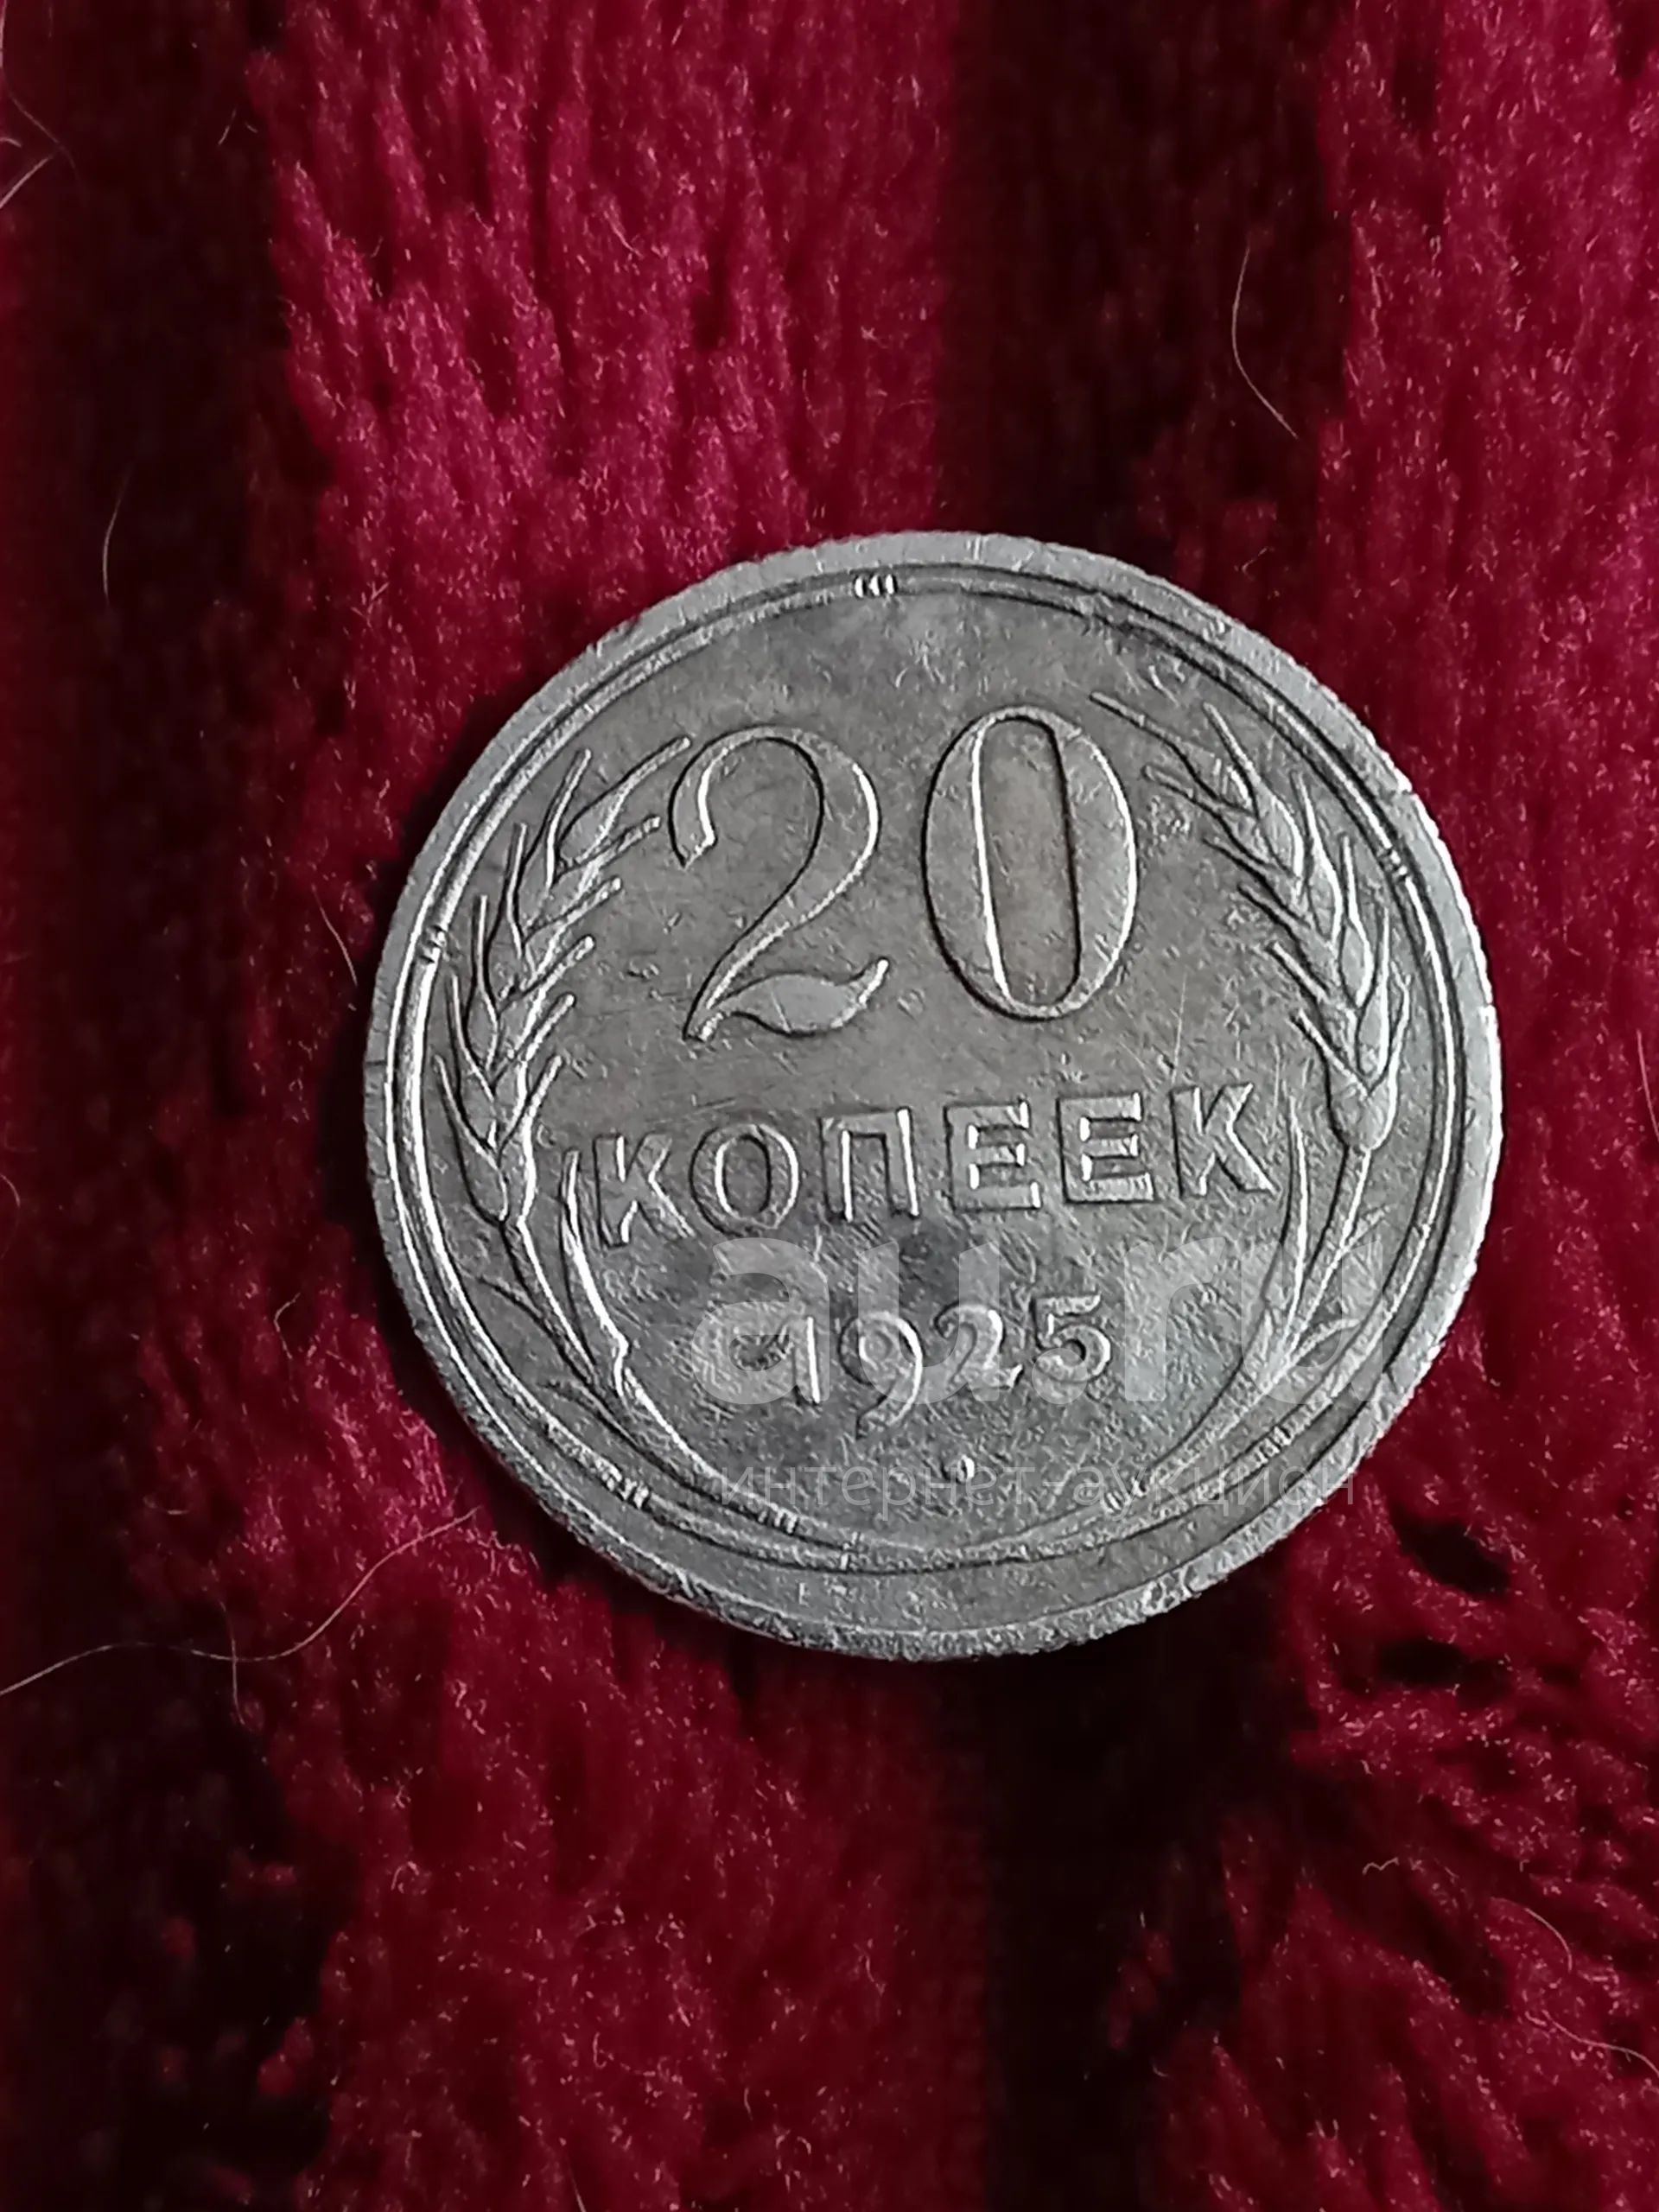 20
КОПЕЕК
1925
au.ru
интернет-аукцион